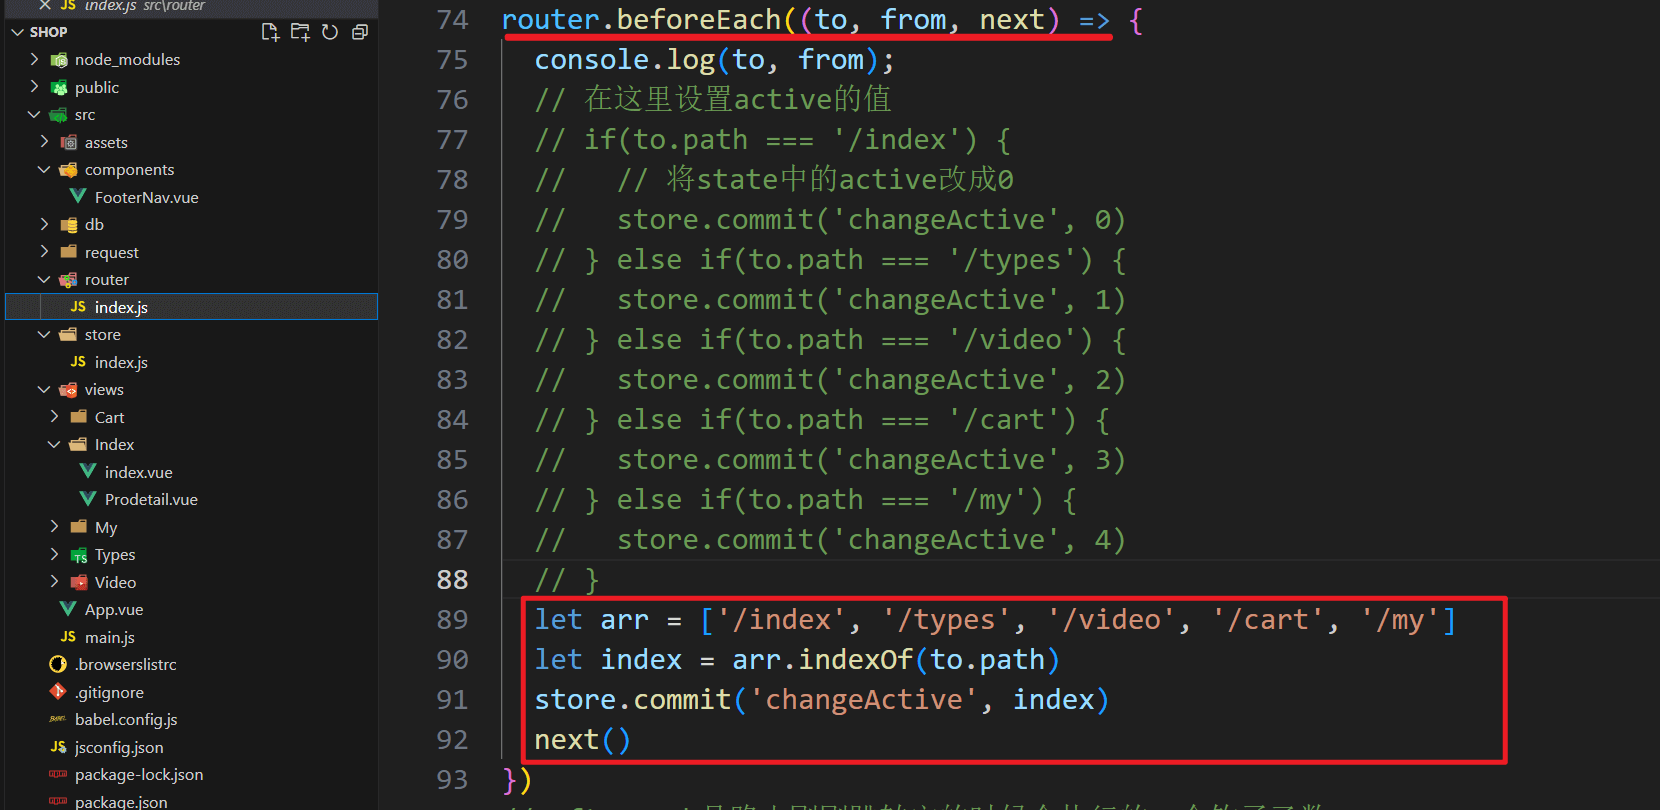 index.js src\router
SHOP
node_modules
public
src
assets
components
FooterNav.vue
db
request
router
JS index.js
store
JS index.js
views
Cart
Index
index.vue
Prodetail.vue
My
Types
Video
App.vue
JS main.js
.browserslistrc
.gitignore
babel.config.js
jsconfig.json
package-lock.json
package.json
74 router.beforeEach((to, from, next) => {
75 console.log(to, from);
76 // 在这里设置active的值
77 // if(to.path === '/index') {
78 //   // 将state中的active改成0
79 //   store.commit('changeActive', 0)
80 // } else if(to.path === '/types') {
81 //   store.commit('changeActive', 1)
82 // } else if(to.path === '/video') {
83 //   store.commit('changeActive', 2)
84 // } else if(to.path === '/cart') {
85 //   store.commit('changeActive', 3)
86 // } else if(to.path === '/my') {
87 //   store.commit('changeActive', 4)
88 // }
89 let arr = ['/index', '/types', '/video', '/cart', '/my']
90 let index = arr.indexOf(to.path)
91 store.commit('changeActive', index)
92 next()
93 })